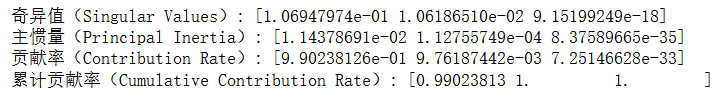 奇异值（Singular Values）: [1.06947974e-01 1.06186510e-02 9.15199249e-18]
主惯量（Principal Inertia）: [1.14378691e-02 1.12755749e-04 8.37589665e-35]
贡献率（Contribution Rate）: [9.90238126e-01 9.76187442e-03 7.25146628e-33]
累计贡献率（Cumulative Contribution Rate）: [0.99023813 1.         1.        ]